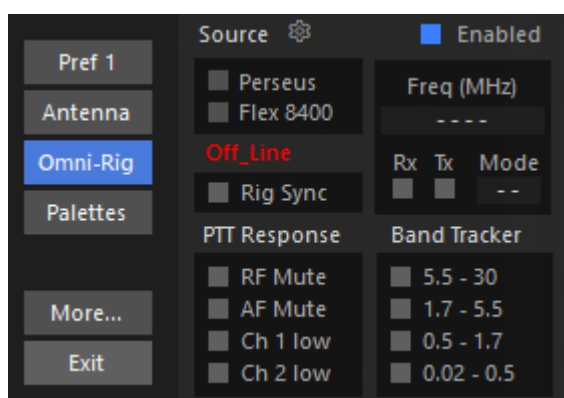 Pref 1
Antenna
Omni-Rig
Palettes
More...
Exit
Source
Perseus
Flex 8400
Off_Line
Rig Sync
PTT Response
RF Mute
AF Mute
Ch 1 low
Ch 2 low
Enabled
Freq (MHz)
- - - -
Rx Tx Mode
- -
Band Tracker
5.5 - 30
1.7 - 5.5
0.5 - 1.7
0.02 - 0.5